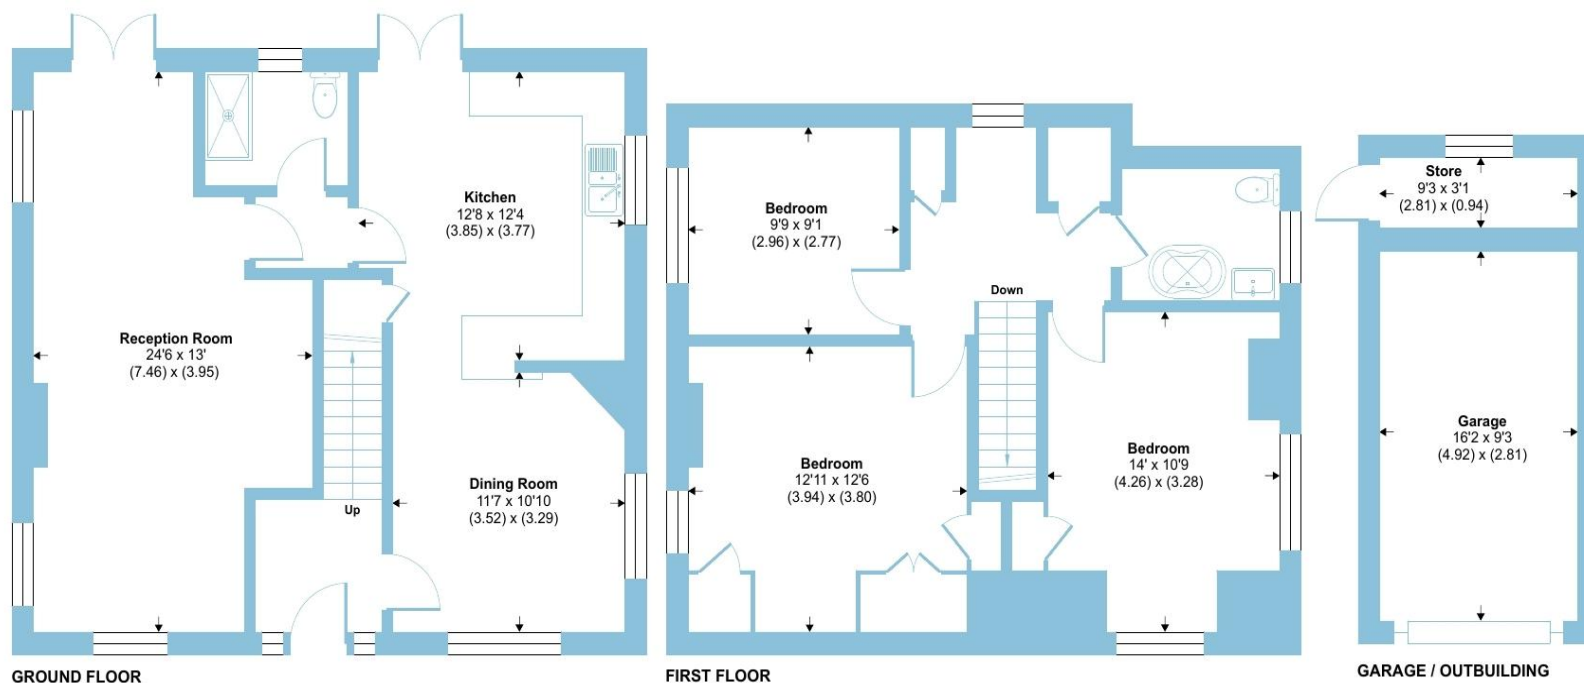 Kitchen
12'8 x 12'4
(3.85) x (3.77)
Reception Room
24'6 x 13'
(7.46) x (3.95)
Up
Dining Room
11'7 x 10'10
(3.52) x (3.29)
GROUND FLOOR
Bedroom
9'9 x 9'1
(2.96) x (2.77)
Down
Bedroom
12'11 x 12'6
(3.94) x (3.80)
Bedroom
14' x 10'9
(4.26) x (3.28)
FIRST FLOOR
Store
9'3 x 3'1
(2.81) x (0.94)
Garage
16'2 x 9'3
(4.92) x (2.81)
GARAGE / OUTBUILDING